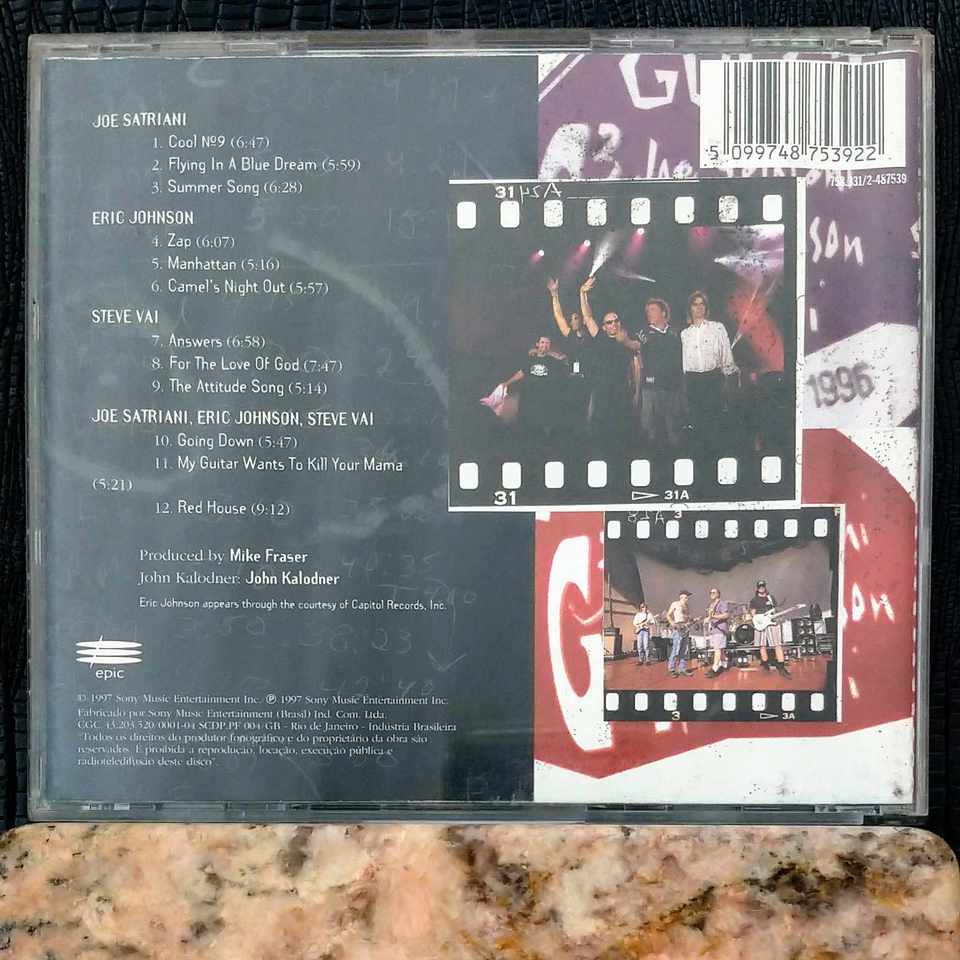 JOE SATRIANI
1. Cool Nº9 (6:47)
2. Flying In A Blue Dream (5:59)
3. Summer Song (6:28)
ERIC JOHNSON
4. Zap (6:07)
5. Manhattan (5:16)
6. Camel's Night Out (5:57)
STEVE VAI
7. Answers (6:58)
8. For The Love Of God (7:47)
9. The Attitude Song (5:14)
JOE SATRIANI, ERIC JOHNSON, STEVE VAI
10. Going Down (5:47)
11. My Guitar Wants To Kill Your Mama
(5:21)
12. Red House (9:12)
Produced by Mike Fraser
John Kalodner: John Kalodner
Eric Johnson appears through the courtesy of Capitol Records, Inc.
epic
© 1997 Sony Music Entertainment Inc. ℗ 1997 Sony Music Entertainment Inc.
Fabricado por Sony Music Entertainment (Brasil) Ind. Com. Ltda.
CGC 43.203.520/0001-04 SCDP.PF.004/GB - Rio de Janeiro - Indústria Brasileira
"Todos os direitos do produtor fonográfico e do proprietário da obra são
reservados. É proibida a reprodução, locação, execução pública e
radioteledifusão deste disco".
5 099748 753922
2-487539
G3
son
1996
31
31
31A
3
son
3
3A